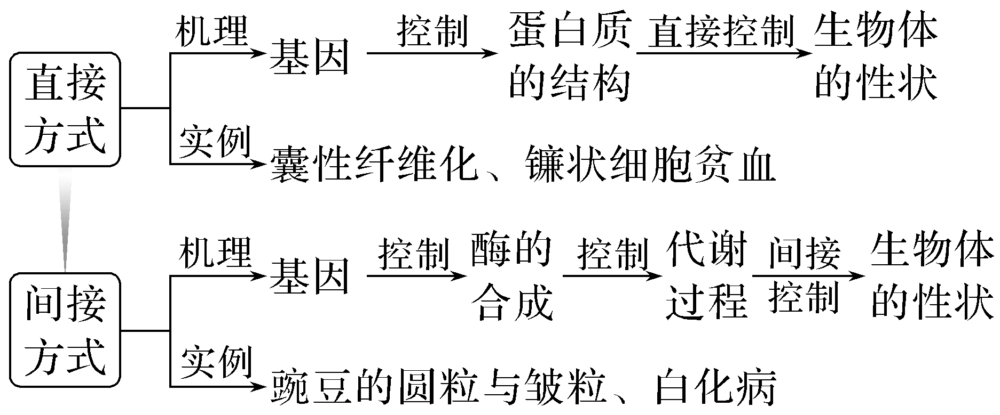 直接
方式
机理
基因
控制
蛋白质
的结构
直接控制
生物体
的性状
实例
囊性纤维化、镰状细胞贫血
间接
方式
机理
基因
控制
酶的
合成
控制
代谢
过程
间接
控制
生物体
的性状
实例
豌豆的圆粒与皱粒、白化病